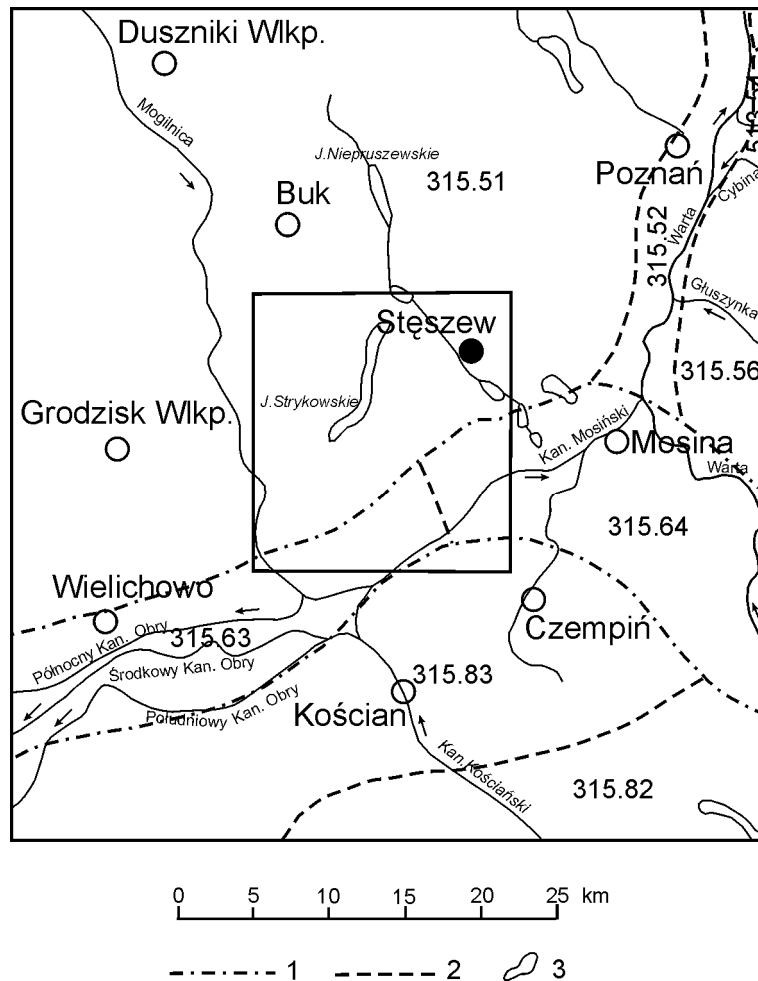 Duszniki Wlkp.
Mogilnica
J.Niepruszewskie
Buk
315.51
Poznań
Cybina
Warta
315.52
Głuszynka
Stęszew
315.56
J.Strykowskie
Grodzisk Wlkp.
Kan. Mosiński
Mosina
Warta
315.64
Wielichowo
Czempiń
Północny Kan. Obry
315.63
Środkowy Kan. Obry
315.83
Południowy Kan. Obry
Kościan
Kan.Kościański
315.82
0 5 10 15 20 25 km
1 2 3